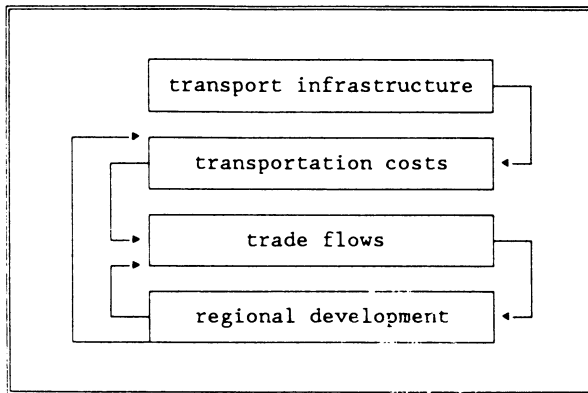 transport infrastructure
transportation costs
trade flows
regional development